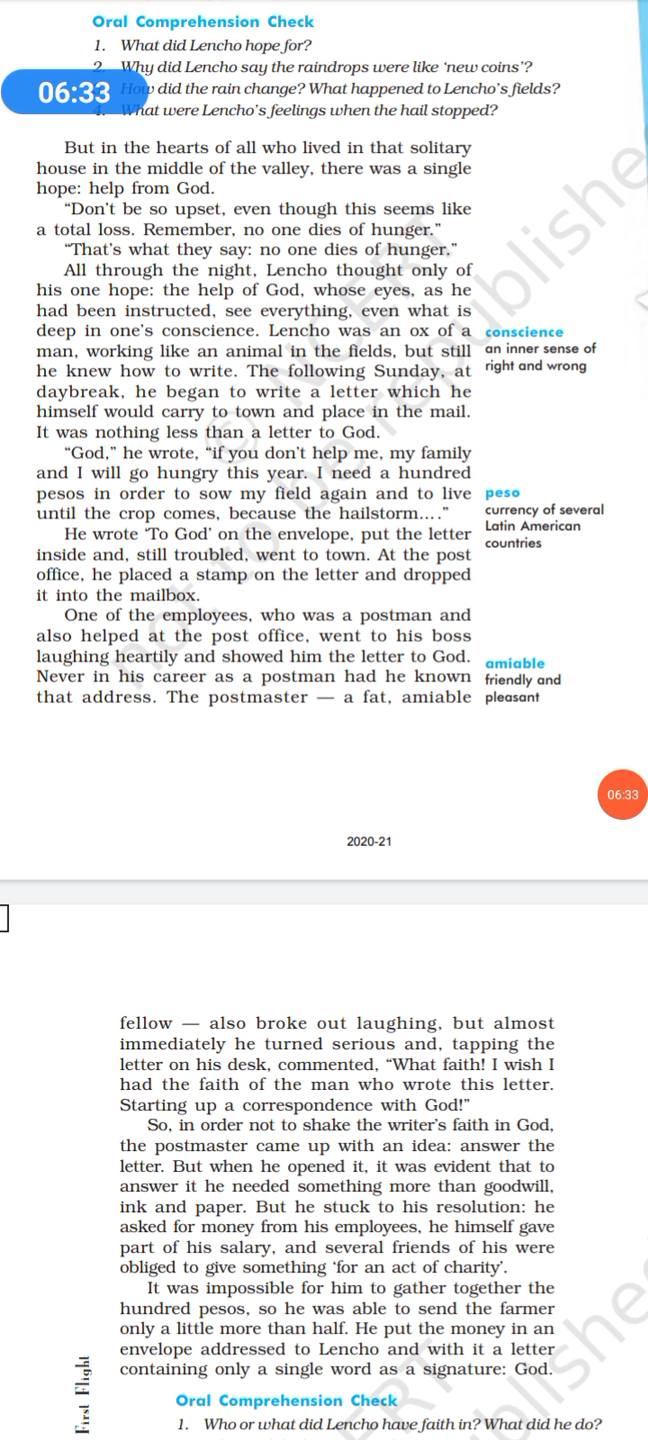 Oral Comprehension Check
1. What did Lencho hope for?
2. Why did Lencho say the raindrops were like ‘new coins’?
06:33
How did the rain change? What happened to Lencho’s fields?
4. What were Lencho’s feelings when the hail stopped?
But in the hearts of all who lived in that solitary
house in the middle of the valley, there was a single
hope: help from God.
“Don’t be so upset, even though this seems like
a total loss. Remember, no one dies of hunger.”
“That’s what they say: no one dies of hunger.”
All through the night, Lencho thought only of
his one hope: the help of God, whose eyes, as he
had been instructed, see everything, even what is
deep in one’s conscience. Lencho was an ox of a
man, working like an animal in the fields, but still
he knew how to write. The following Sunday, at
daybreak, he began to write a letter which he
himself would carry to town and place in the mail.
It was nothing less than a letter to God.
conscience
an inner sense of
right and wrong
“God,” he wrote, “if you don’t help me, my family
and I will go hungry this year. I need a hundred
pesos in order to sow my field again and to live
until the crop comes, because the hailstorm....”
peso
currency of several
Latin American
countries
He wrote ‘To God’ on the envelope, put the letter
inside and, still troubled, went to town. At the post
office, he placed a stamp on the letter and dropped
it into the mailbox.
One of the employees, who was a postman and
also helped at the post office, went to his boss
laughing heartily and showed him the letter to God.
Never in his career as a postman had he known
that address. The postmaster — a fat, amiable
amiable
friendly and
pleasant
06:33
2020-21
fellow — also broke out laughing, but almost
immediately he turned serious and, tapping the
letter on his desk, commented, “What faith! I wish I
had the faith of the man who wrote this letter.
Starting up a correspondence with God!”
So, in order not to shake the writer’s faith in God,
the postmaster came up with an idea: answer the
letter. But when he opened it, it was evident that to
answer it he needed something more than goodwill,
ink and paper. But he stuck to his resolution: he
asked for money from his employees, he himself gave
part of his salary, and several friends of his were
obliged to give something ‘for an act of charity’.
It was impossible for him to gather together the
hundred pesos, so he was able to send the farmer
only a little more than half. He put the money in an
envelope addressed to Lencho and with it a letter
containing only a single word as a signature: God.
First Flight
Oral Comprehension Check
1. Who or what did Lencho have faith in? What did he do?
© NCERT
not to be republishe
ERT
ublishe